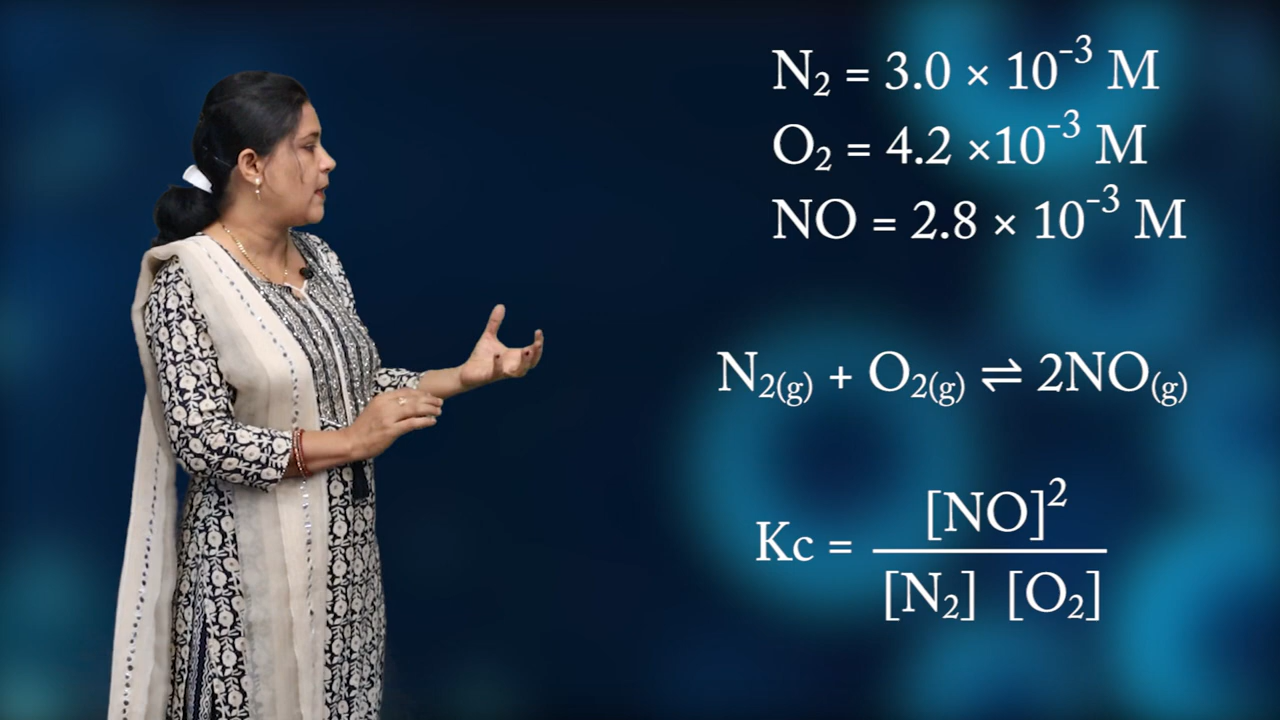 N₂ = 3.0 × 10⁻³ M
O₂ = 4.2 ×10⁻³ M
NO = 2.8 × 10⁻³ M
N₂(g) + O₂(g) ⇌ 2NO(g)
Kc = [NO]² / [N₂] [O₂]